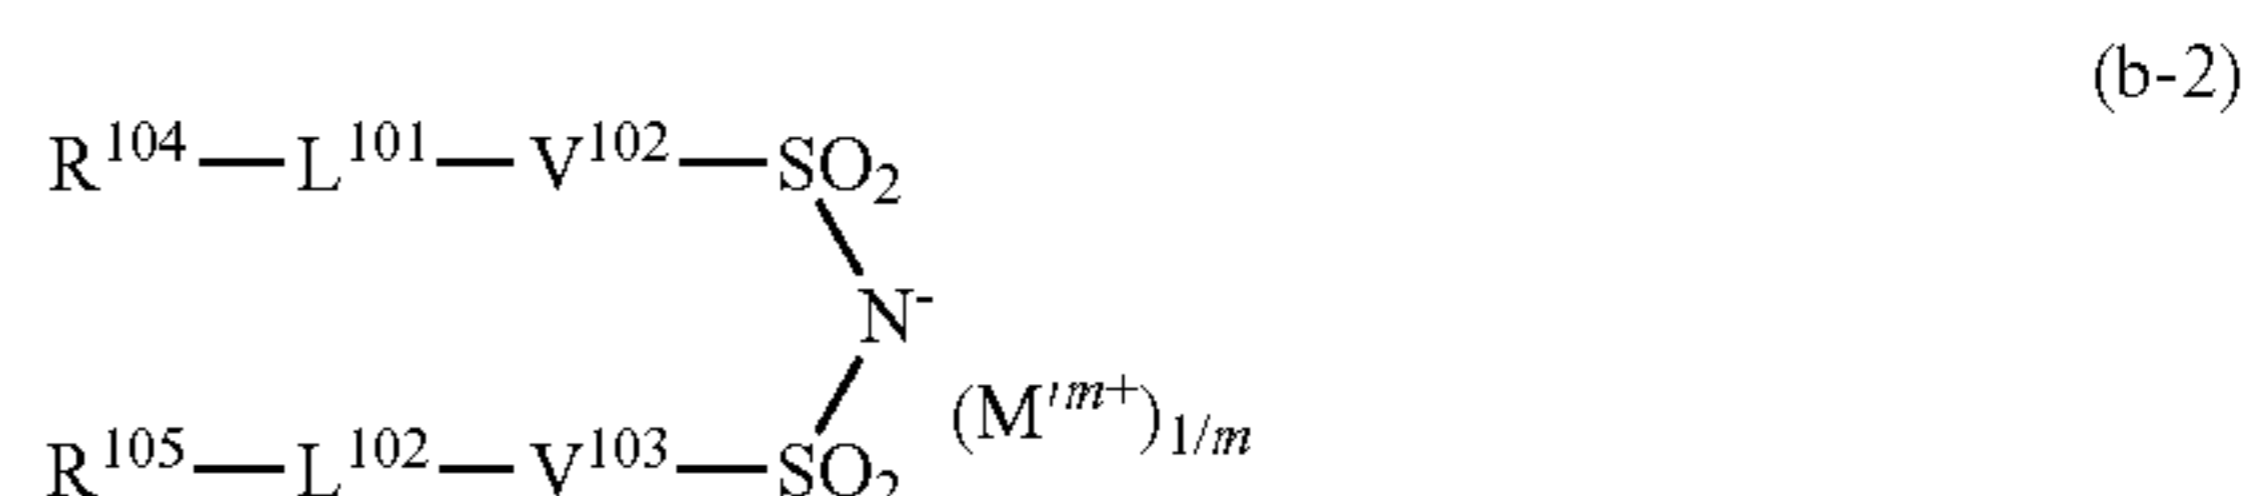 (b-2)
R¹⁰⁴—L¹⁰¹—V¹⁰²—SO₂
N⁻
(M'ᵐ⁺)₁/ₘ
R¹⁰⁵—L¹⁰²—V¹⁰³—SO₂